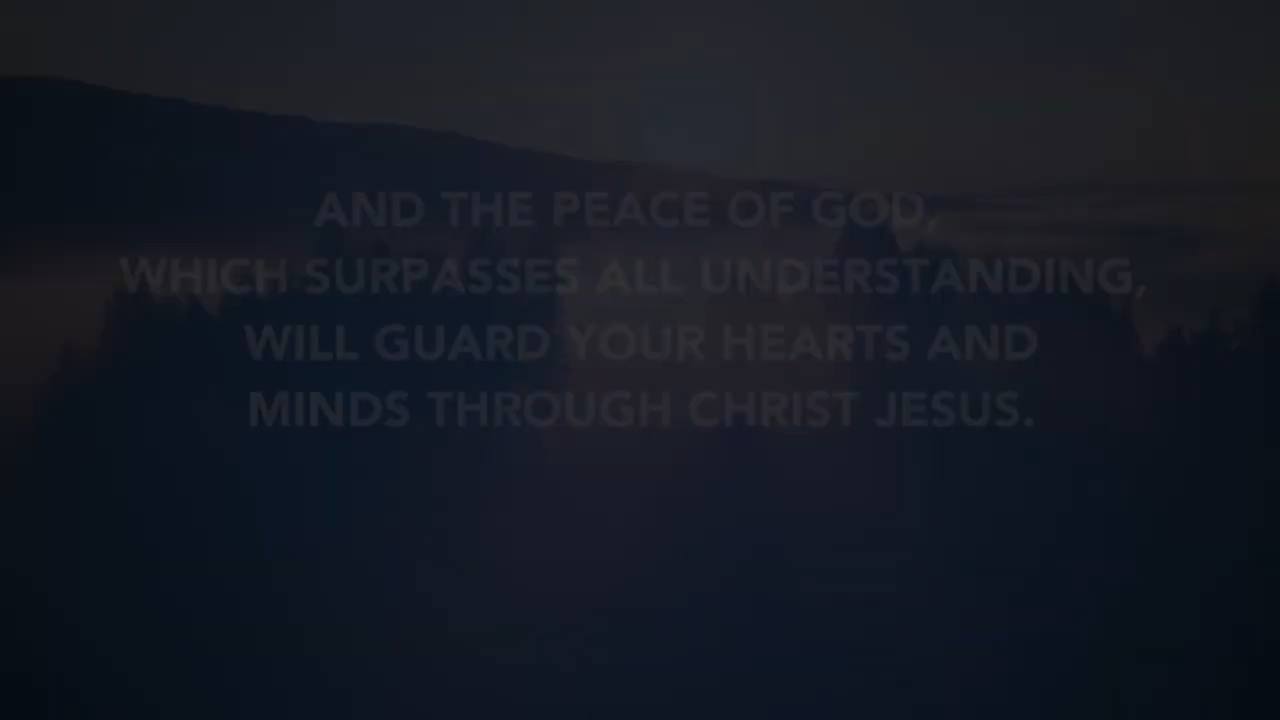 AND THE PEACE OF GOD,
WHICH SURPASSES ALL UNDERSTANDING,
WILL GUARD YOUR HEARTS AND
MINDS THROUGH CHRIST JESUS.